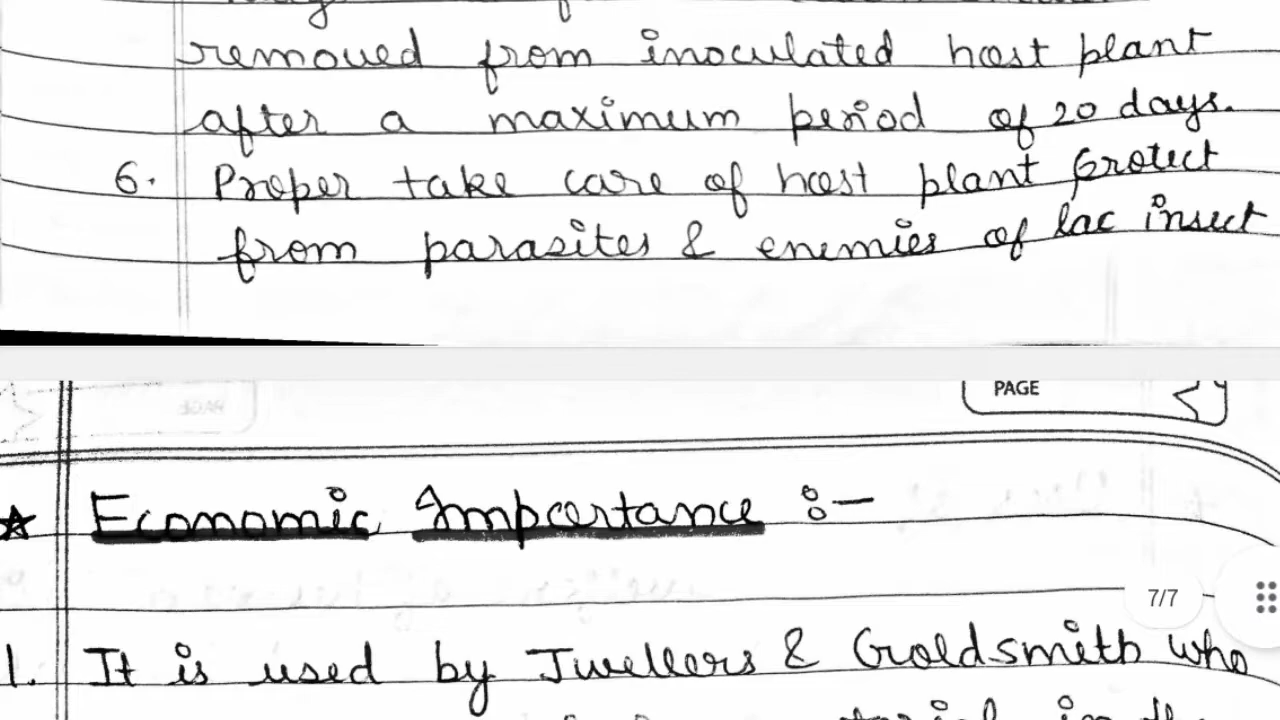 removed from inoculated host plant
after a maximum period of 20 days.
6. Proper take care of host plant protect
from parasites & enemies of lac insect
PAGE
★ Economic Importance :-
7/7
1. It is used by Jwellers & Goldsmith who
in the